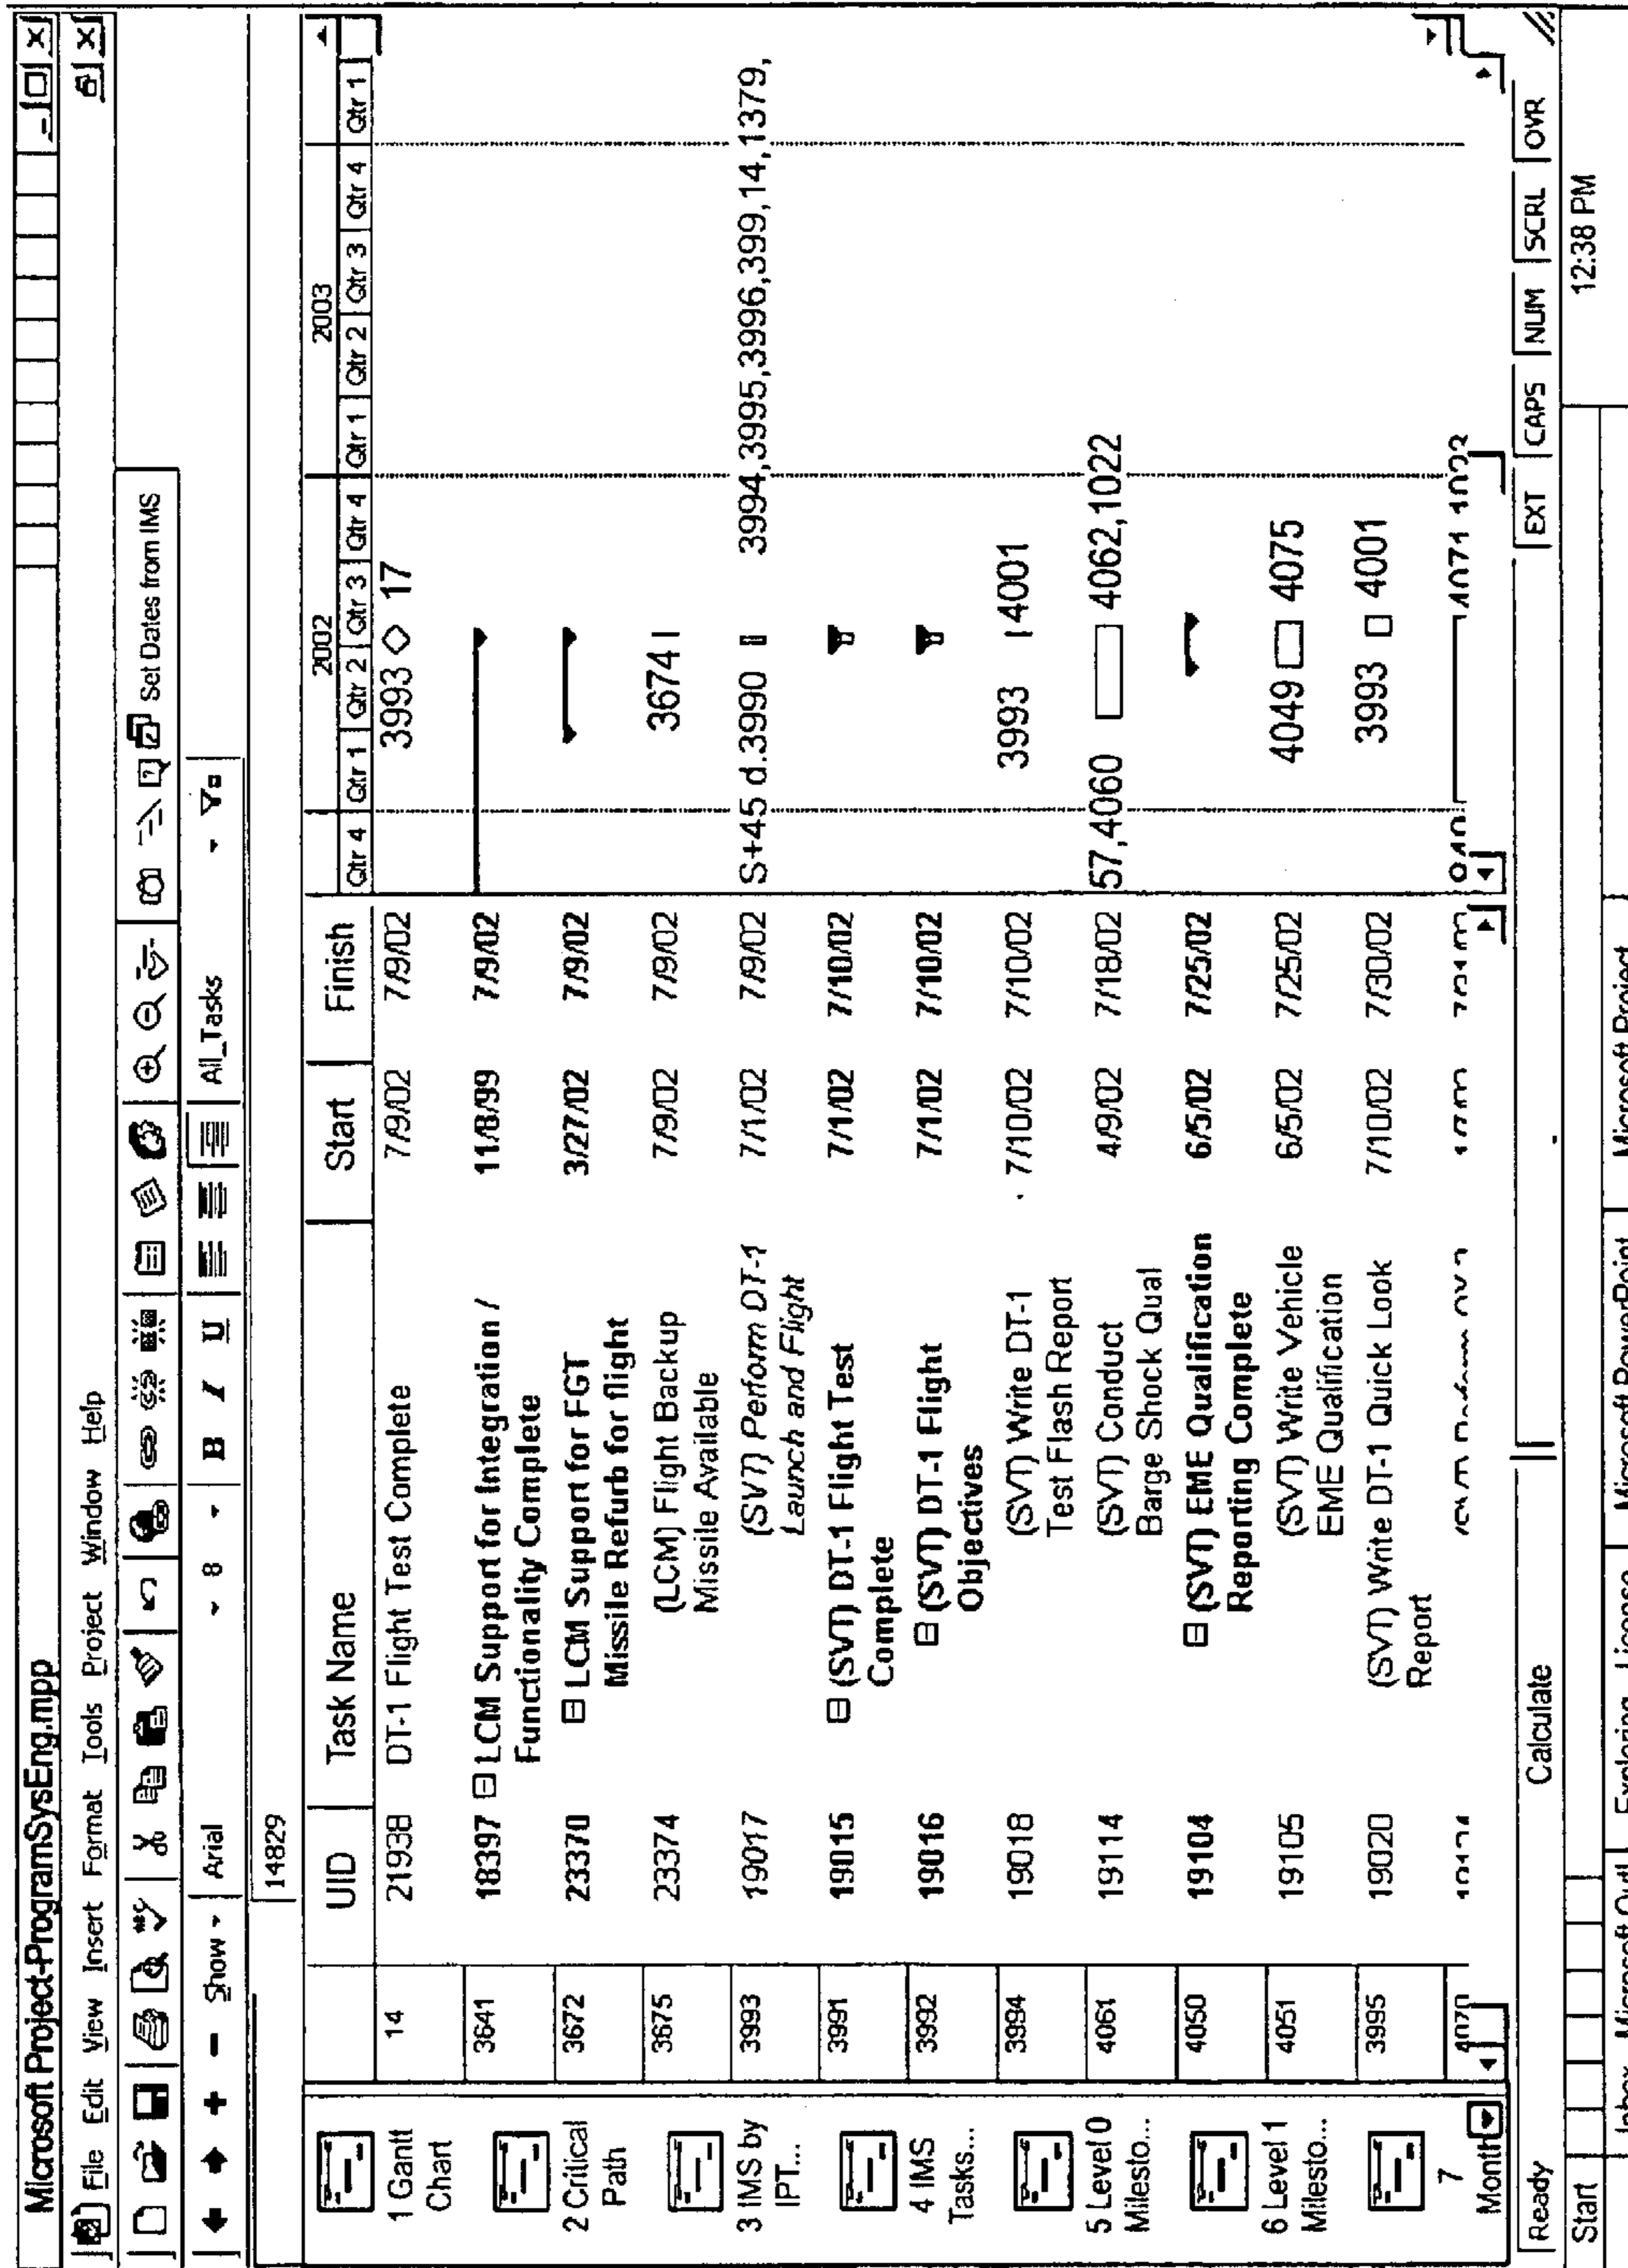 Microsoft Project-ProgramSysEng.mpp
File Edit View Insert Format Tools Project Window Help
Set Dates from IMS
Show Arial 8 B I U All_Tasks
14829
UID Task Name Start Finish
2002 2003
Qtr 4 Qtr 1 Qtr 2 Qtr 3 Qtr 4 Qtr 1 Qtr 2 Qtr 3 Qtr 4 Qtr 1
1 Gantt
Chart
2 Critical
Path
3 IMS by
IPT...
4 IMS
Tasks...
5 Level 0
Milesto...
6 Level 1
Milesto...
7
Month
14 21938 DT-1 Flight Test Complete 7/9/02 7/9/02 3993 17
3641 18397 LCM Support for Integration / 11/8/99 7/9/02
Functionality Complete
3672 23370 LCM Support for FGT 3/27/02 7/9/02
Missile Refurb for flight
3675 23374 (LCM) Flight Backup 7/9/02 7/9/02 3674
Missile Available
3993 19017 (SVT) Perform DT-1 7/1/02 7/9/02 S+45 d.3990 3994,3995,3996,399,14,1379,
Launch and Flight
3991 19015 (SVT) DT-1 Flight Test 7/1/02 7/10/02
Complete
3992 19016 (SVT) DT-1 Flight 7/1/02 7/10/02
Objectives
3994 19018 (SVT) Write DT-1 7/10/02 7/10/02 3993 4001
Test Flash Report
4061 19114 (SVT) Conduct 4/9/02 7/18/02 57,4060 4062,1022
Barge Shock Qual
4050 19104 (SVT) EME Qualification 6/5/02 7/25/02
Reporting Complete
4051 19105 (SVT) Write Vehicle 6/5/02 7/25/02 4049 4075
EME Qualification
3995 19020 (SVT) Write DT-1 Quick Look 7/10/02 7/30/02 3993 4001
Report
Ready Calculate EXT CAPS NUM SCRL OVR
Start 12:38 PM
Microsoft PowerPoint Microsoft Project